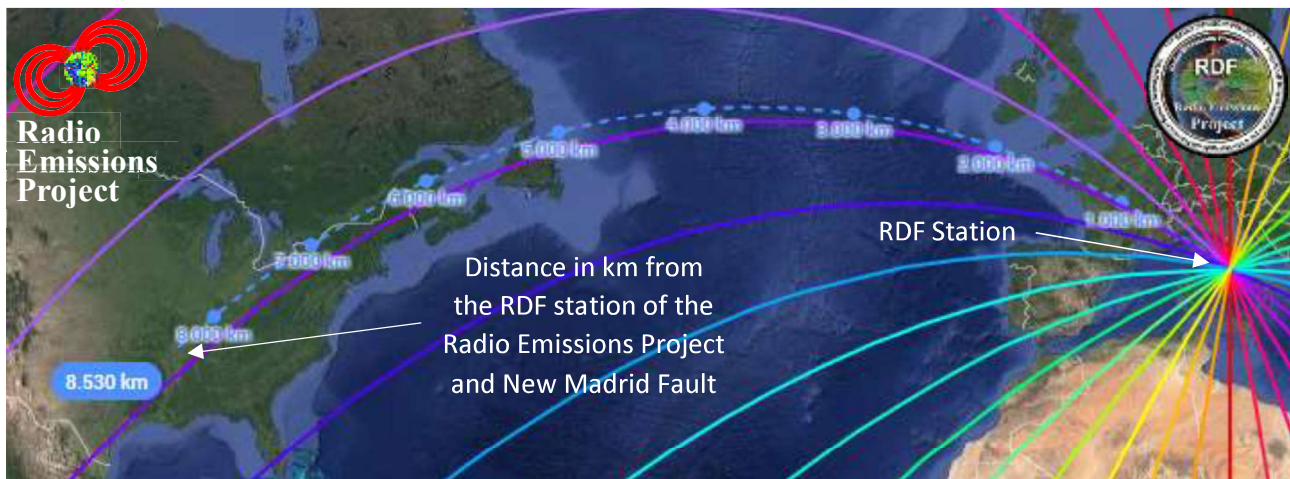 Radio
Emissions
Project
RDF
Project
5.000 km
4.000 km
3.000 km
2.000 km
1.000 km
6.000 km
7.000 km
8.000 km
8.530 km
RDF Station
Distance in km from
the RDF station of the
Radio Emissions Project
and New Madrid Fault